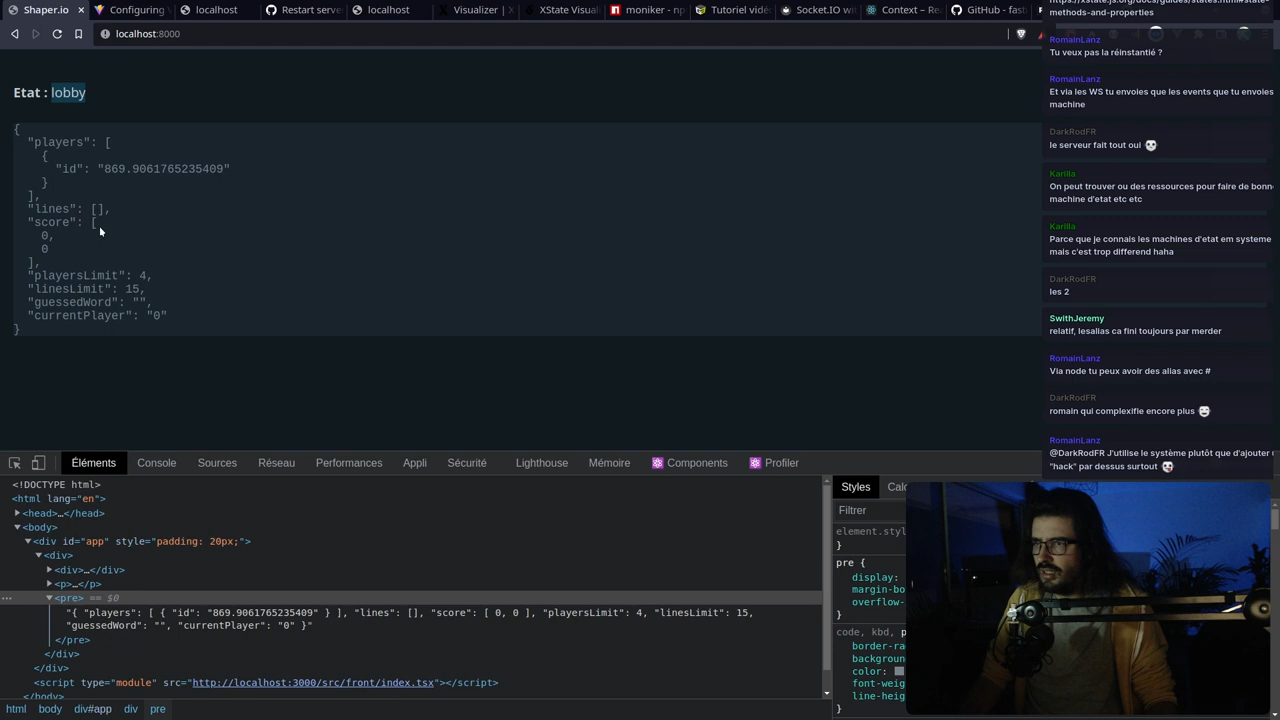 Shaper.io
Configuring
localhost
Restart serve
localhost
Visualizer |
XState Visual
moniker - np
Tutoriel vidé
Socket.IO wit
Context – Rea
GitHub - fast
localhost:8000
Etat : lobby
{
"players": [
{
"id": "869.9061765235409"
}
],
"lines": [],
"score": [
0,
0
],
"playersLimit": 4,
"linesLimit": 15,
"guessedWord": "",
"currentPlayer": "0"
}
methods-and-properties
RomainLanz
Tu veux pas la réinstantié ?
RomainLanz
Et via les WS tu envoies que les events que tu envoies
machine
DarkRodFR
le serveur fait tout oui
Karilla
On peut trouver ou des ressources pour faire de bonn
machine d'etat etc etc
Karilla
Parce que je connais les machines d'etat em systeme
mais c'est trop differend haha
DarkRodFR
les 2
SwithJeremy
relatif, lesalias ca fini toujours par merder
RomainLanz
Via node tu peux avoir des alias avec #
DarkRodFR
romain qui complexifie encore plus
RomainLanz
@DarkRodFR J'utilise le système plutôt que d'ajouter
"hack" par dessus surtout
Éléments
Console
Sources
Réseau
Performances
Appli
Sécurité
Lighthouse
Mémoire
Components
Profiler
<!DOCTYPE html>
<html lang="en">
<head>…</head>
<body>
<div id="app" style="padding: 20px;">
<div>
<div>…</div>
<p>…</p>
<pre> == $0
"{ "players": [ { "id": "869.9061765235409" } ], "lines": [], "score": [ 0, 0 ], "playersLimit": 4, "linesLimit": 15,
"guessedWord": "", "currentPlayer": "0" }"
</pre>
</div>
</div>
<script type="module" src="http://localhost:3000/src/front/index.tsx"></script>
</body>
html
body
div#app
div
pre
Styles
Calc
Filtrer
element.styl
}
pre {
display:
margin-bo
overflow-
}
code, kbd, p
border-ra
background
color:
font-weig
line-heig
}